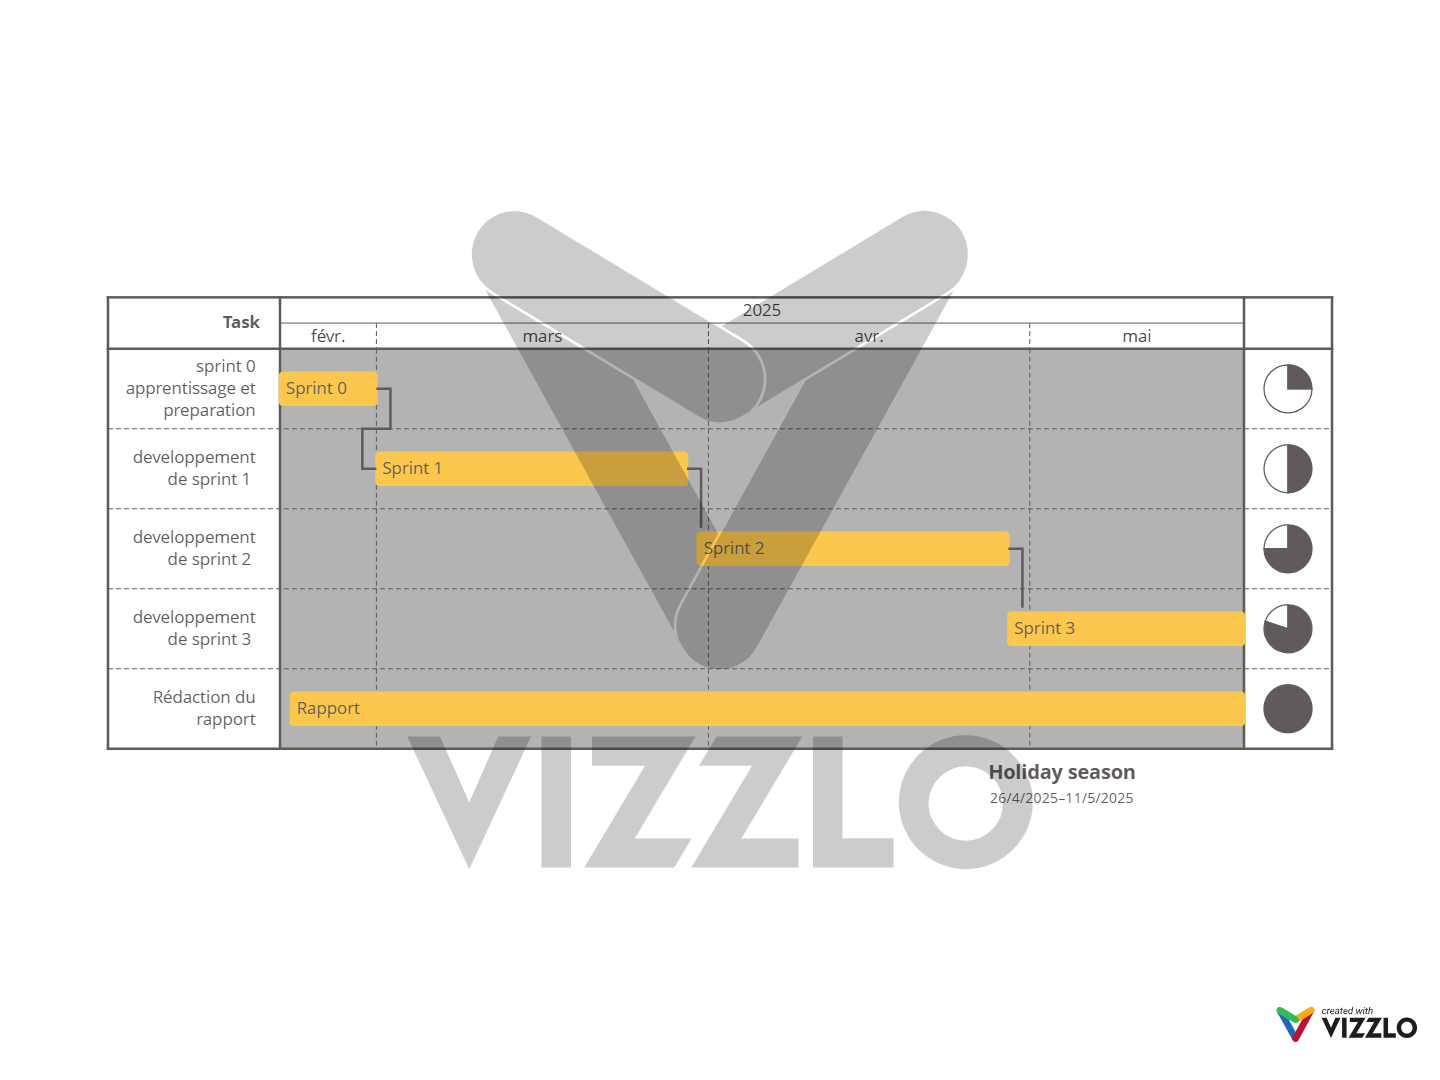 Task
2025
févr.
mars
avr.
mai
sprint 0
apprentissage et
preparation
Sprint 0
developpement
de sprint 1
Sprint 1
developpement
de sprint 2
Sprint 2
developpement
de sprint 3
Sprint 3
Rédaction du
rapport
Rapport
Holiday season
26/4/2025–11/5/2025
VIZZLO
created with
VIZZLO